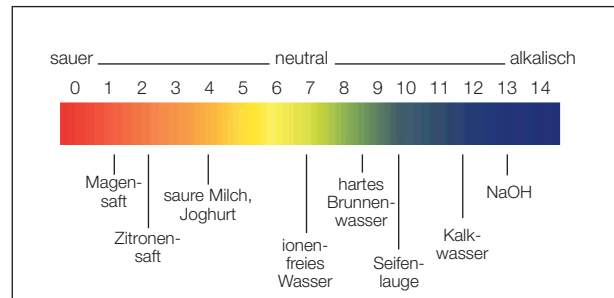 sauer neutral alkalisch
0 1 2 3 4 5 6 7 8 9 10 11 12 13 14
Magen-
saft
Zitronen-
saft
saure Milch,
Joghurt
ionen-
freies
Wasser
hartes
Brunnen-
wasser
Seifen-
lauge
Kalk-
wasser
NaOH